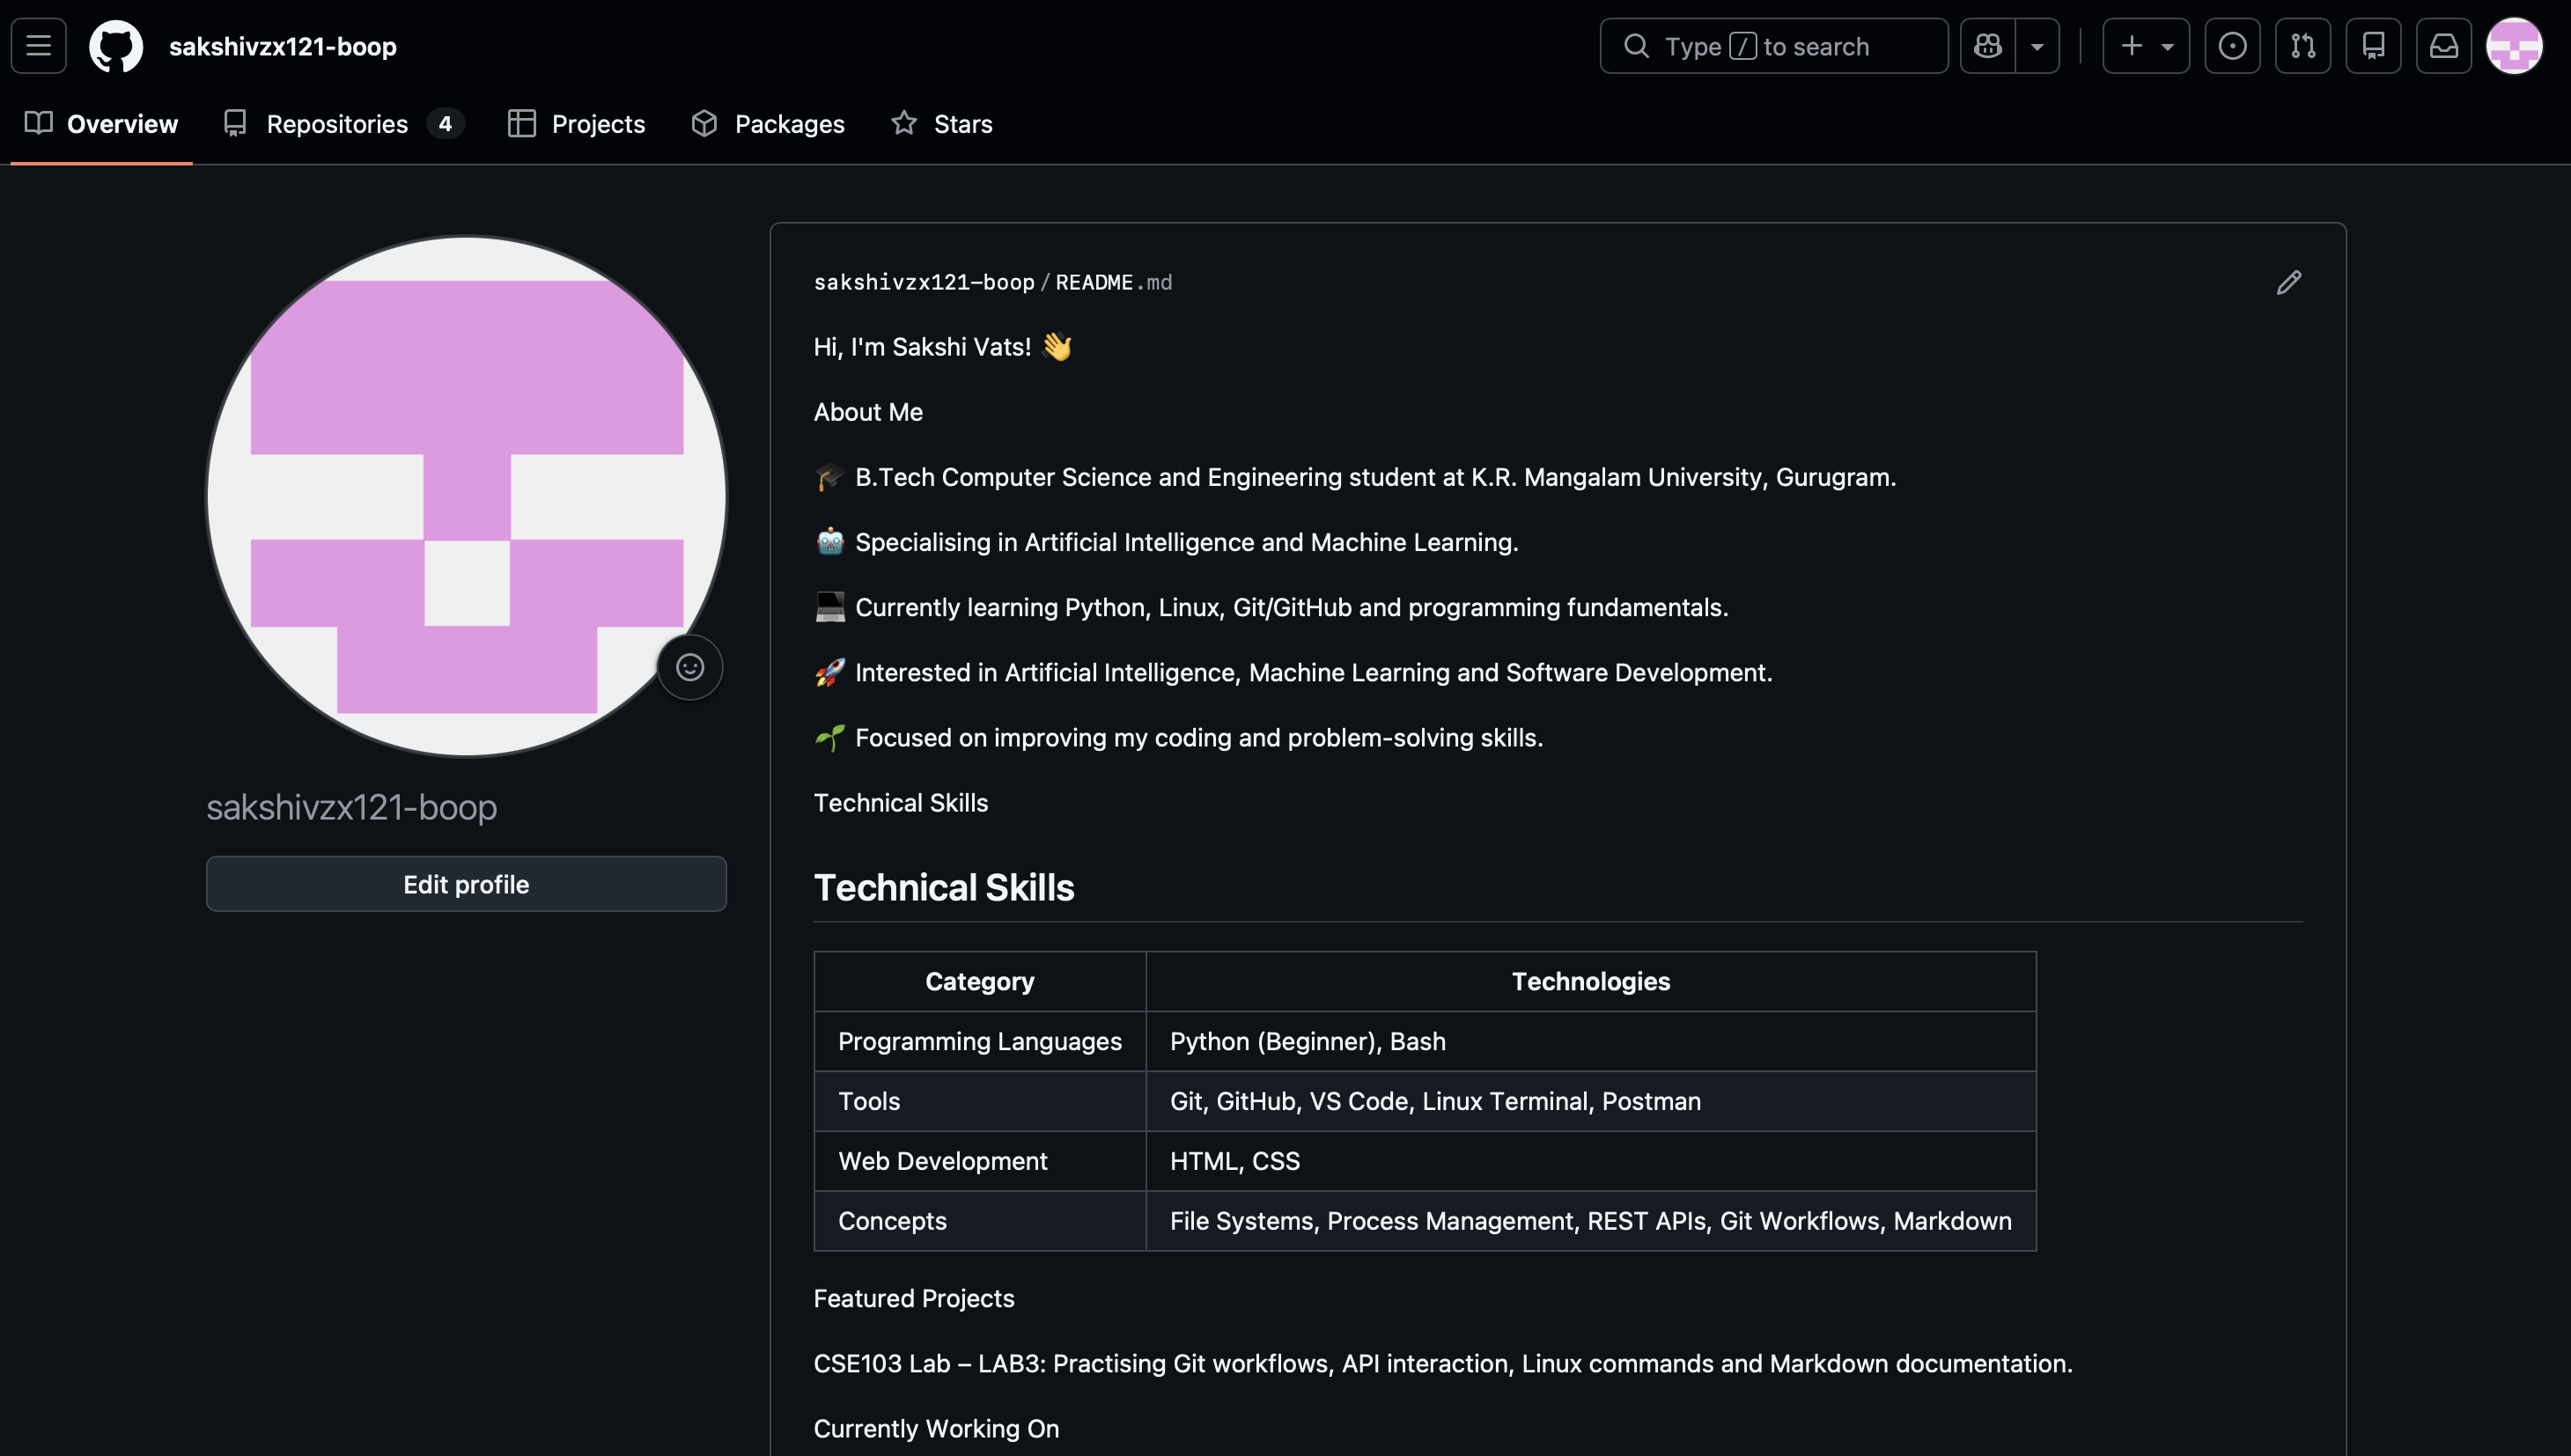 sakshivzx121-boop
Type / to search
Overview
Repositories 4
Projects
Packages
Stars
sakshivzx121-boop
Edit profile
sakshivzx121-boop/README.md
Hi, I'm Sakshi Vats! 👋
About Me
🎓 B.Tech Computer Science and Engineering student at K.R. Mangalam University, Gurugram.
🤖 Specialising in Artificial Intelligence and Machine Learning.
💻 Currently learning Python, Linux, Git/GitHub and programming fundamentals.
🚀 Interested in Artificial Intelligence, Machine Learning and Software Development.
🌱 Focused on improving my coding and problem-solving skills.
Technical Skills
Technical Skills
Category Technologies
Programming Languages Python (Beginner), Bash
Tools Git, GitHub, VS Code, Linux Terminal, Postman
Web Development HTML, CSS
Concepts File Systems, Process Management, REST APIs, Git Workflows, Markdown
Featured Projects
CSE103 Lab – LAB3: Practising Git workflows, API interaction, Linux commands and Markdown documentation.
Currently Working On